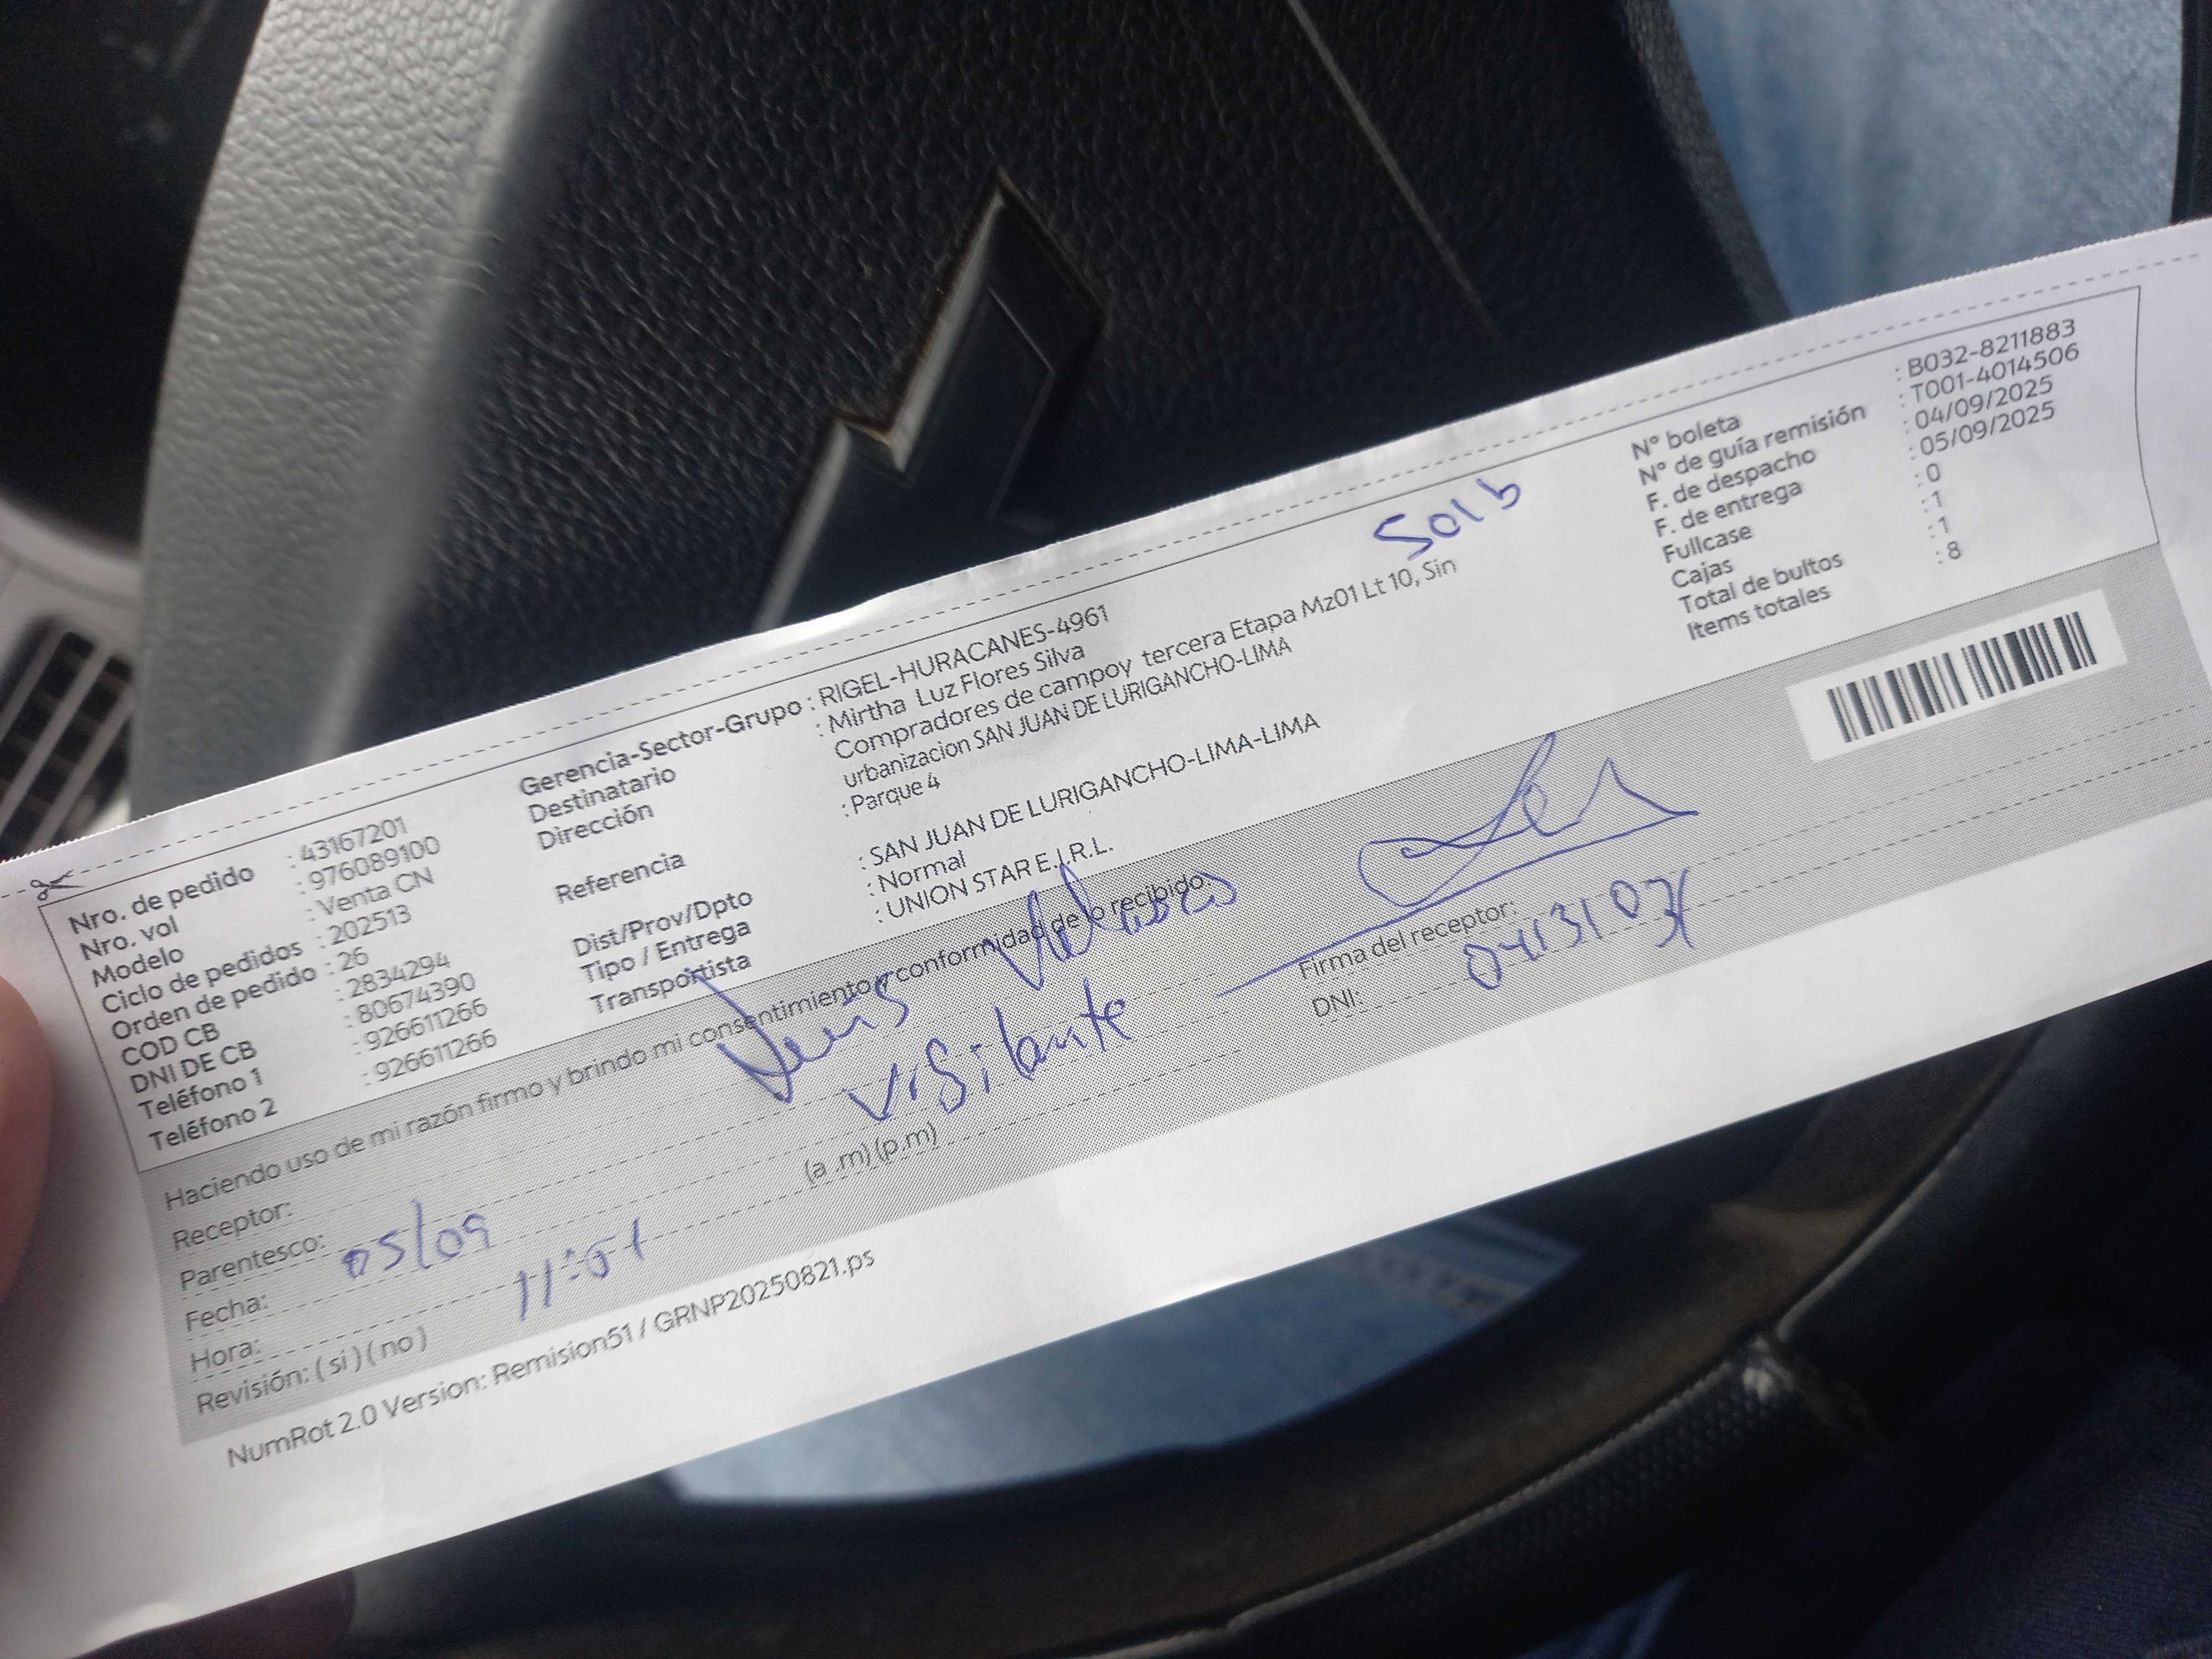 Nro. de pedido : 43167201
Nro. vol : 976089100
Modelo : Venta CN
Ciclo de pedidos : 202513
Orden de pedido : 26
COD CB : 2834294
DNI DE CB : 80674390
Teléfono 1 : 926611266
Teléfono 2 : 926611266
Gerencia-Sector-Grupo : RIGEL-HURACANES-4961
Destinatario : Mirtha Luz Flores Silva
Dirección Compradores de campoy tercera Etapa Mz01 Lt 10, Sin
urbanizacion SAN JUAN DE LURIGANCHO-LIMA
Referencia : Parque 4
Dist/Prov/Dpto : SAN JUAN DE LURIGANCHO-LIMA-LIMA
Tipo / Entrega : Normal
Transportista : UNION STAR E.I.R.L.
N° boleta : B032-8211883
N° de guía remisión : T001-4014506
F. de despacho : 04/09/2025
F. de entrega : 05/09/2025
Fullcase : 0
Cajas : 1
Total de bultos : 1
Items totales : 8
Haciendo uso de mi razón firmo y brindo mi consentimiento y conformidad de lo recibido.
Receptor:
Parentesco: Vigilante
Fecha: 05/09
Hora: 11:01 (a .m) (p.m)
Revisión: ( si ) ( no )
Firma del receptor:
DNI:
NumRot 2.0 Version: Remision51 / GRNP20250821.ps